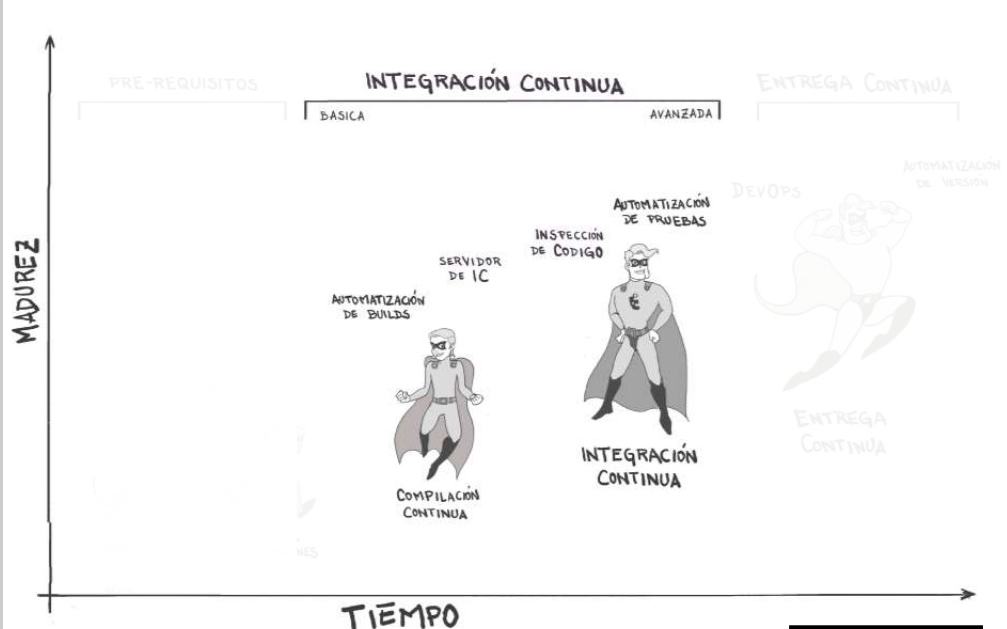 PRE-REQUISITOS
INTEGRACIÓN CONTINUA
ENTREGA CONTINUA
BASICA
AVANZADA
AUTOMATIZACIÓN
DE VERSIÓN
DEVOPS
AUTOMATIZACIÓN
DE PRUEBAS
INSPECCIÓN
DE CODIGO
SERVIDOR
DE IC
AUTOMATIZACIÓN
DE BUILDS
MADUREZ
ENTREGA
CONTINUA
INTEGRACIÓN
CONTINUA
COMPILACIÓN
CONTINUA
TIEMPO